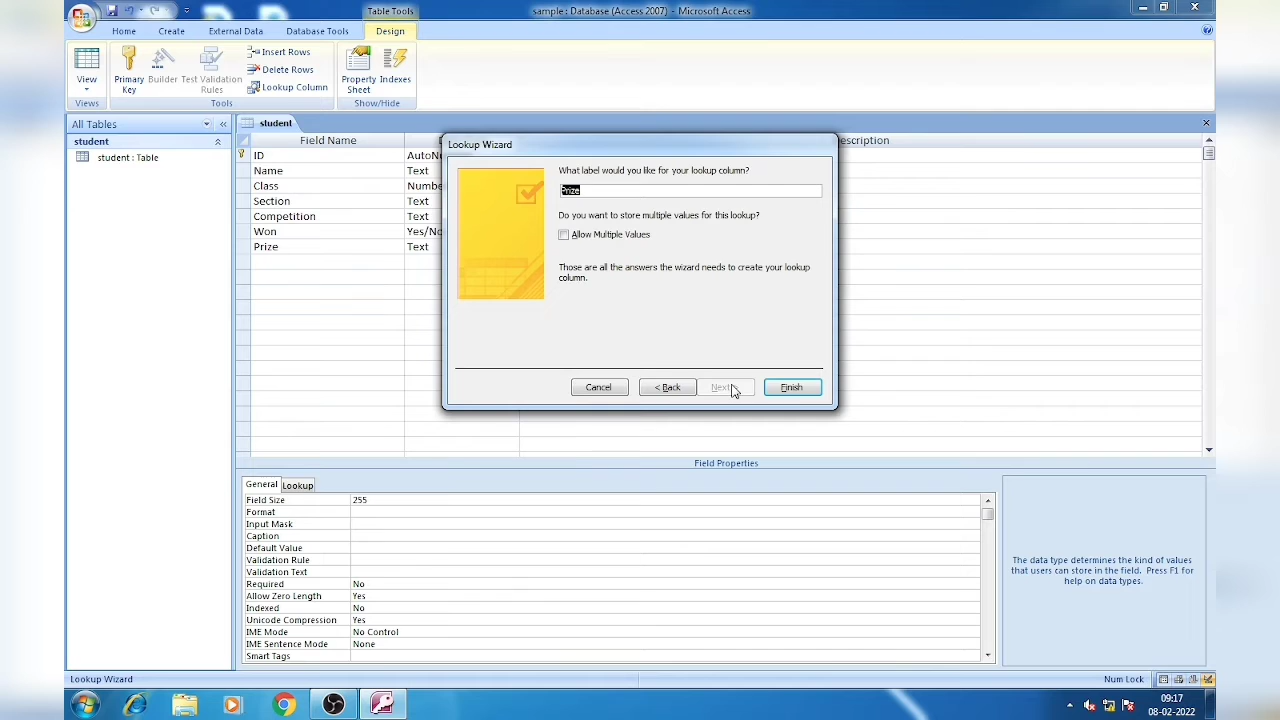 Table Tools
sample : Database (Access 2007) - Microsoft Access
Home
Create
External Data
Database Tools
Design
View
Primary
Key
Builder
Test Validation
Rules
Insert Rows
Delete Rows
Lookup Column
Property
Sheet
Indexes
Views
Tools
Show/Hide
All Tables
student
student : Table
student
Field Name
escription
ID
AutoNu
Name
Text
Class
Numbe
Section
Text
Competition
Text
Won
Yes/No
Prize
Text
Lookup Wizard
What label would you like for your lookup column?
Prize
Do you want to store multiple values for this lookup?
Allow Multiple Values
Those are all the answers the wizard needs to create your lookup
column.
Cancel
< Back
Next
Finish
Field Properties
General
Lookup
Field Size
255
Format
Input Mask
Caption
Default Value
Validation Rule
Validation Text
Required
No
Allow Zero Length
Yes
Indexed
No
Unicode Compression
Yes
IME Mode
No Control
IME Sentence Mode
None
Smart Tags
The data type determines the kind of values
that users can store in the field. Press F1 for
help on data types.
Lookup Wizard
Num Lock
09:17
08-02-2022